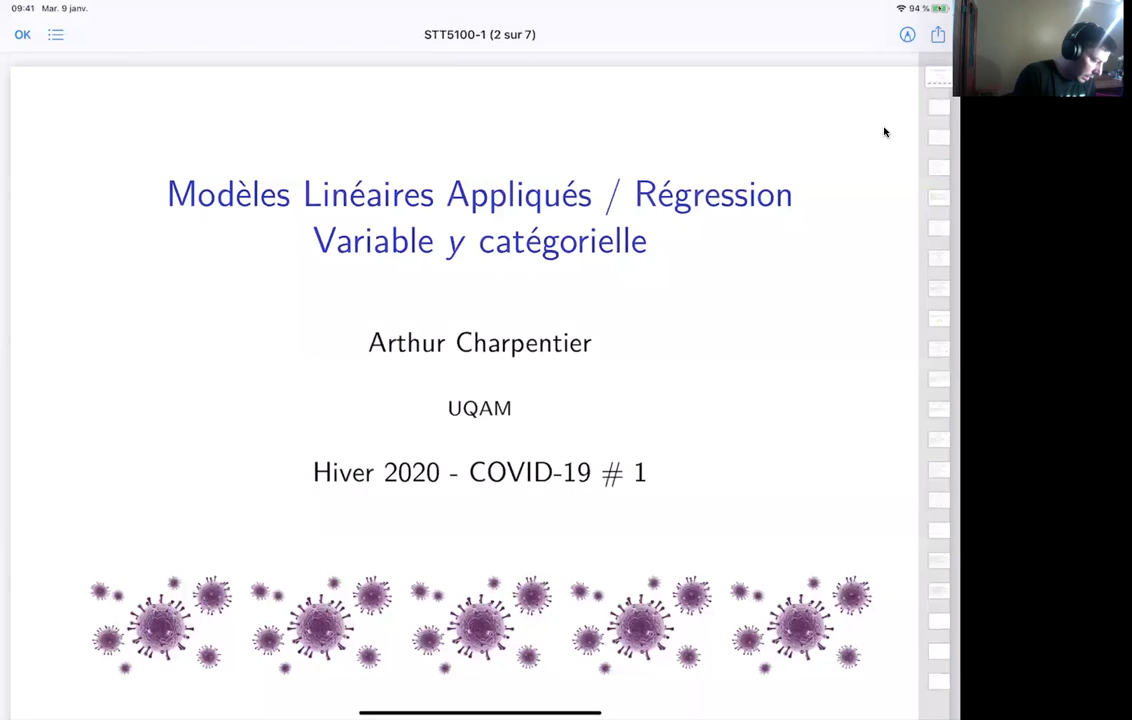 09:41 Mar. 9 janv.
94 %
OK
STT5100-1 (2 sur 7)
Modèles Linéaires Appliqués / Régression
Variable y catégorielle
Arthur Charpentier
UQAM
Hiver 2020 - COVID-19 # 1